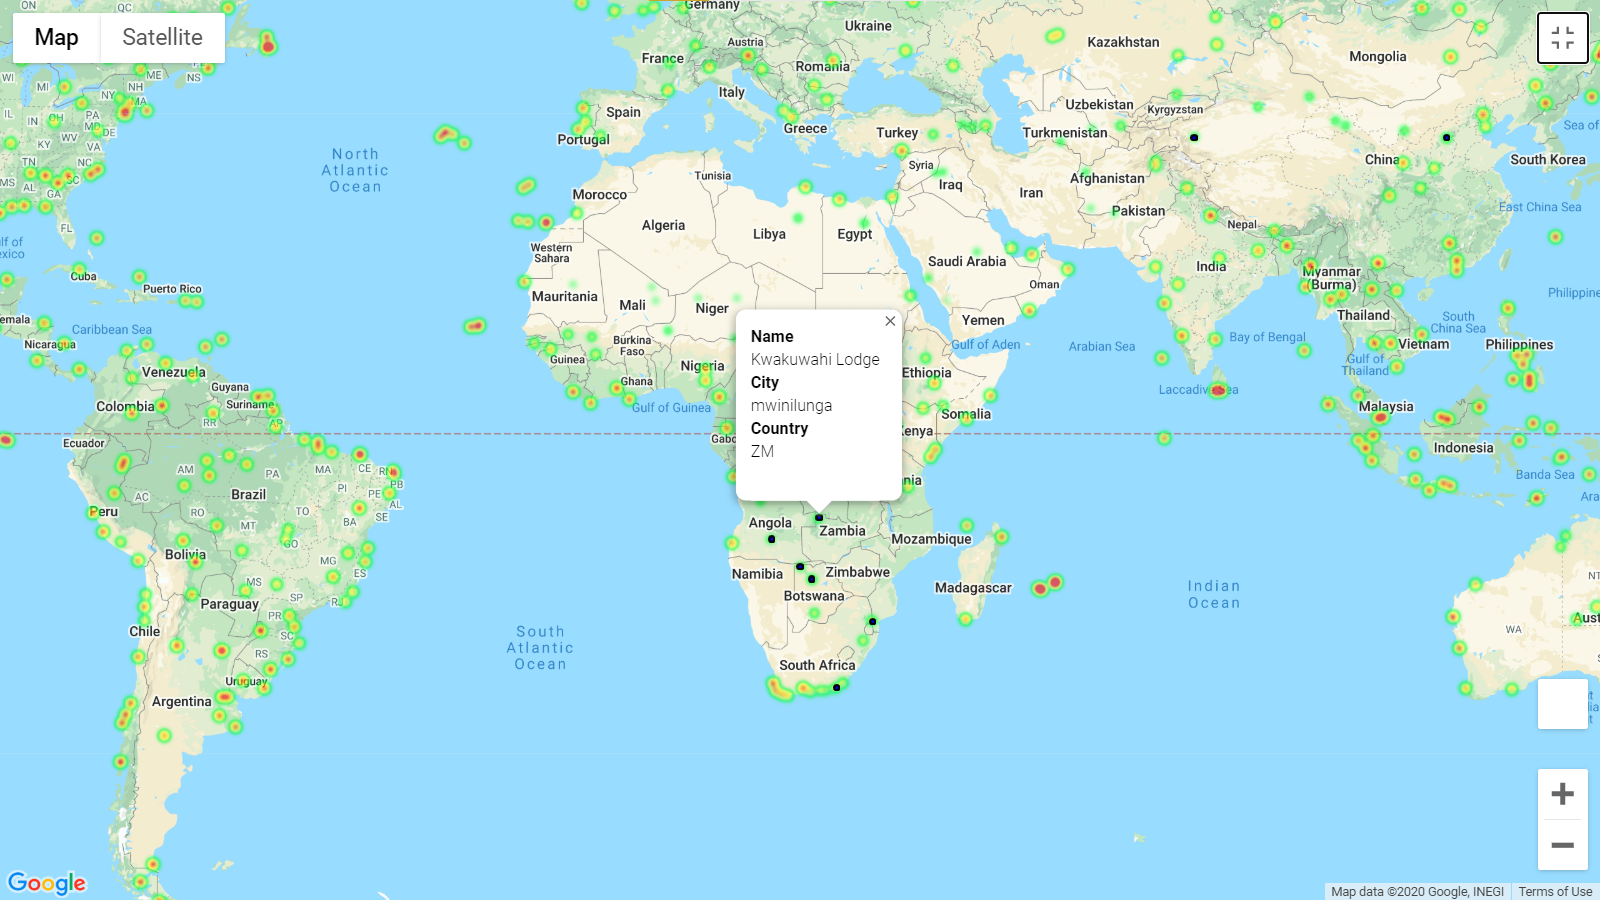 Map
Satellite
ON
QC
WI
MI
NY
NH
MA
ME
NS
IN
OH
PA
MD
DE
WV
KY
VA
TN
NC
SC
MS
AL
GA
FL
North
Atlantic
Ocean
Germany
Ukraine
Austria
France
Romania
Italy
Spain
Portugal
Greece
Turkey
Kazakhstan
Mongolia
Uzbekistan
Kyrgyzstan
Turkmenistan
Syria
Iraq
Iran
Afghanistan
Pakistan
China
South Korea
Sea of
East China Sea
Nepal
India
Myanmar
(Burma)
Tunisia
Morocco
Algeria
Libya
Egypt
Western
Sahara
Saudi Arabia
Oman
Mauritania
Mali
Niger
Yemen
Gulf of Aden
Arabian Sea
Bay of Bengal
Thailand
Gulf of
Thailand
Vietnam
South
China Sea
Philippines
Philippine
lf of
exico
Cuba
Puerto Rico
emala
Caribbean Sea
Nicaragua
Venezuela
Guyana
Suriname
Colombia
Ecuador
Guinea
Burkina
Faso
Ghana
Nigeria
Gulf of Guinea
Gabo
Ethiopia
Somalia
enya
nia
Laccadive Sea
Malaysia
Indonesia
Banda Sea
Ara
Name
Kwakuwahi Lodge
City
mwinilunga
Country
ZM
RR
AP
AM
PA
MA
CE
RN
PB
PE
AL
SE
PI
AC
RO
TO
BA
MT
GO
MG
ES
MS
SP
RJ
PR
SC
RS
Brazil
Peru
Bolivia
Paraguay
Chile
Uruguay
Argentina
South
Atlantic
Ocean
Angola
Zambia
Mozambique
Namibia
Zimbabwe
Botswana
Madagascar
South Africa
Indian
Ocean
NT
WA
Aust
Google
Map data ©2020 Google, INEGI
Terms of Use